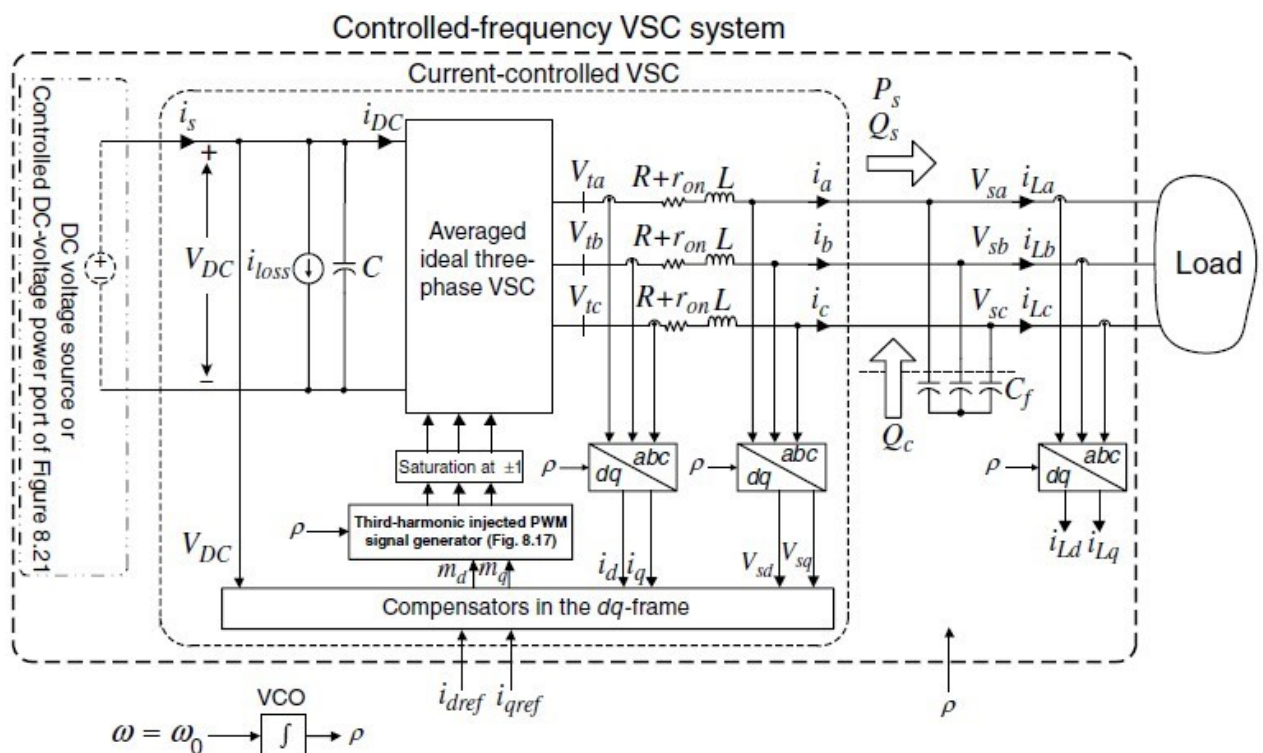 Controlled-frequency VSC system
Current-controlled VSC
DC voltage source or
Controlled DC-voltage power port of Figure 8.21
+
−
i_s
+
V_DC
−
i_loss
C
i_DC
Averaged
ideal three-
phase VSC
V_ta
R+r_on L
i_a
V_tb
R+r_on L
i_b
V_tc
R+r_on L
i_c
P_s
Q_s
V_sa
i_La
V_sb
i_Lb
V_sc
i_Lc
Load
C_f
Q_c
Saturation at ±1
ρ
Third-harmonic injected PWM
signal generator (Fig. 8.17)
ρ
abc
dq
ρ
abc
dq
ρ
abc
dq
V_DC
m_d m_q
i_d i_q
V_sd V_sq
i_Ld i_Lq
Compensators in the dq-frame
i_dref i_qref
ρ
VCO
ω = ω_0
∫
ρ